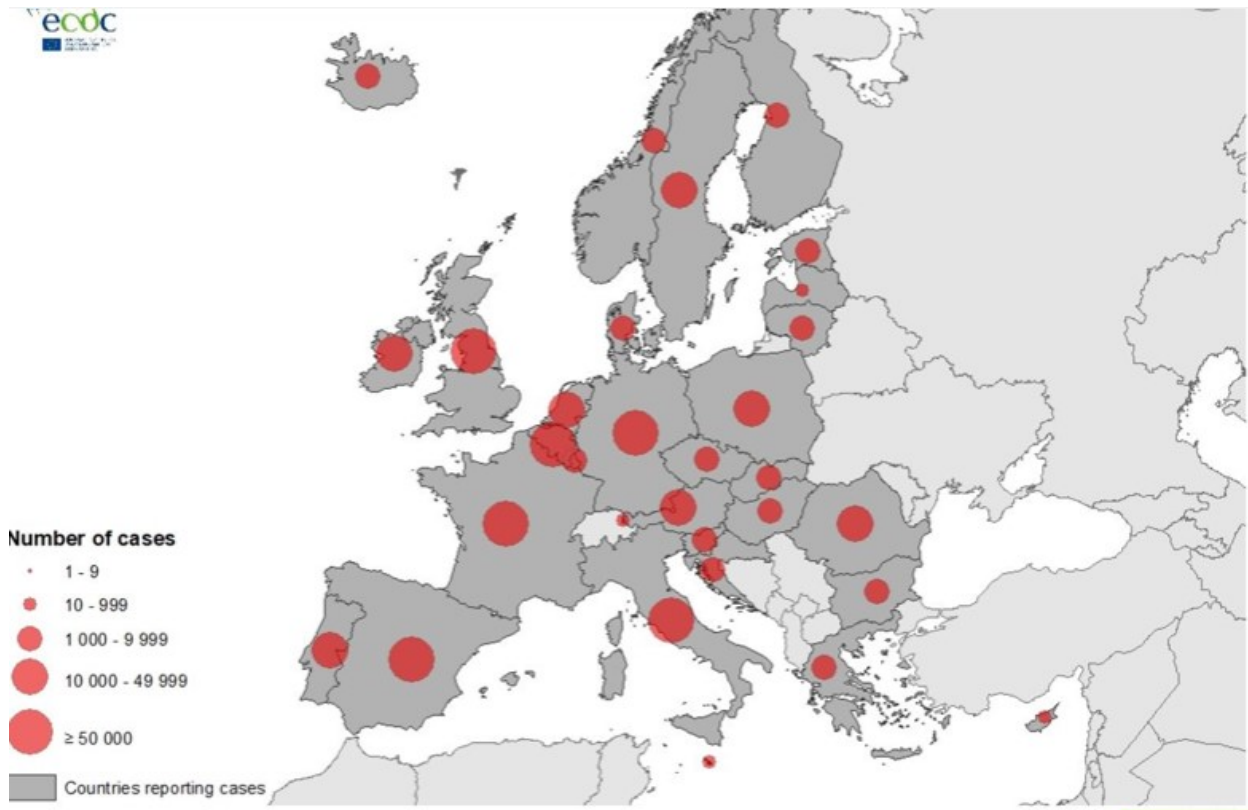 ecdc
Number of cases
1 - 9
10 - 999
1 000 - 9 999
10 000 - 49 999
≥ 50 000
Countries reporting cases